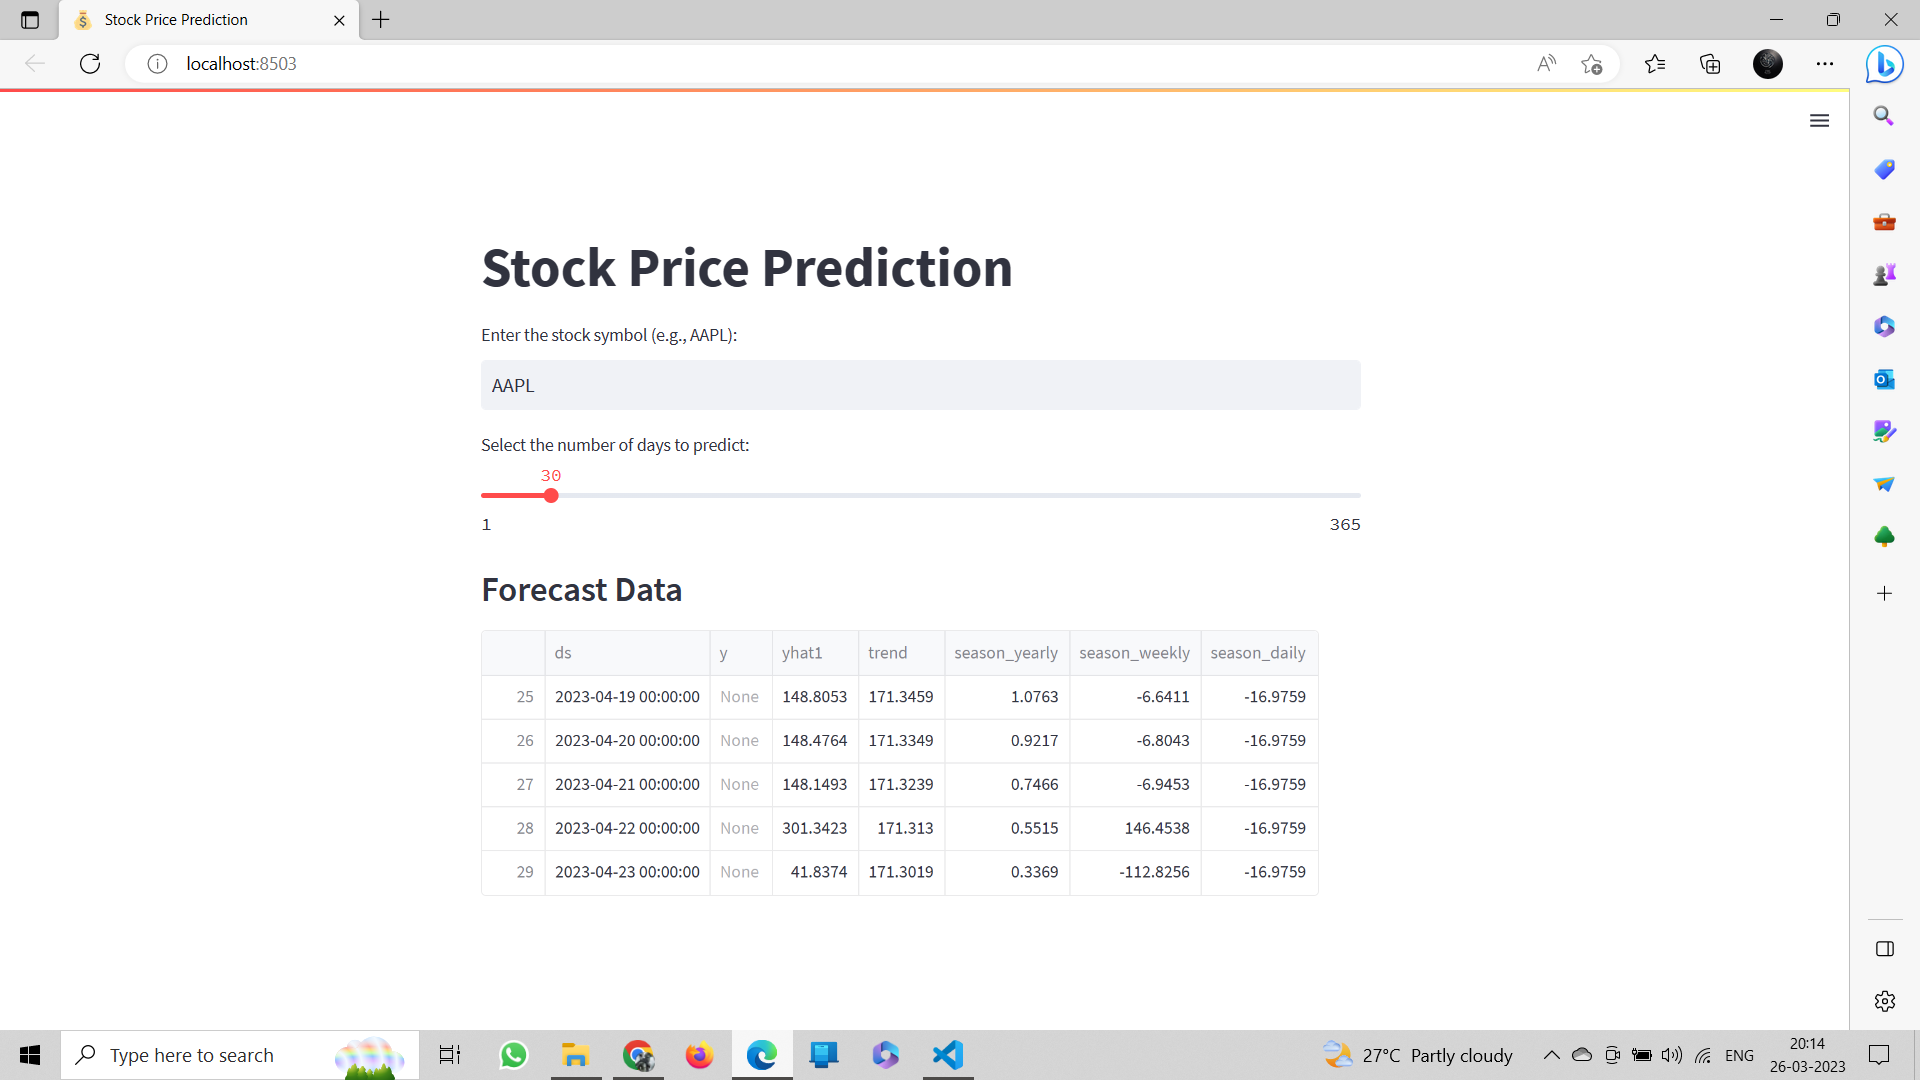 Stock Price Prediction
localhost:8503
Stock Price Prediction
Enter the stock symbol (e.g., AAPL):
AAPL
Select the number of days to predict:
30
1 365
Forecast Data
ds y yhat1 trend season_yearly season_weekly season_daily
25 2023-04-19 00:00:00 None 148.8053 171.3459 1.0763 -6.6411 -16.9759
26 2023-04-20 00:00:00 None 148.4764 171.3349 0.9217 -6.8043 -16.9759
27 2023-04-21 00:00:00 None 148.1493 171.3239 0.7466 -6.9453 -16.9759
28 2023-04-22 00:00:00 None 301.3423 171.313 0.5515 146.4538 -16.9759
29 2023-04-23 00:00:00 None 41.8374 171.3019 0.3369 -112.8256 -16.9759
Type here to search
27°C Partly cloudy
ENG
20:14
26-03-2023